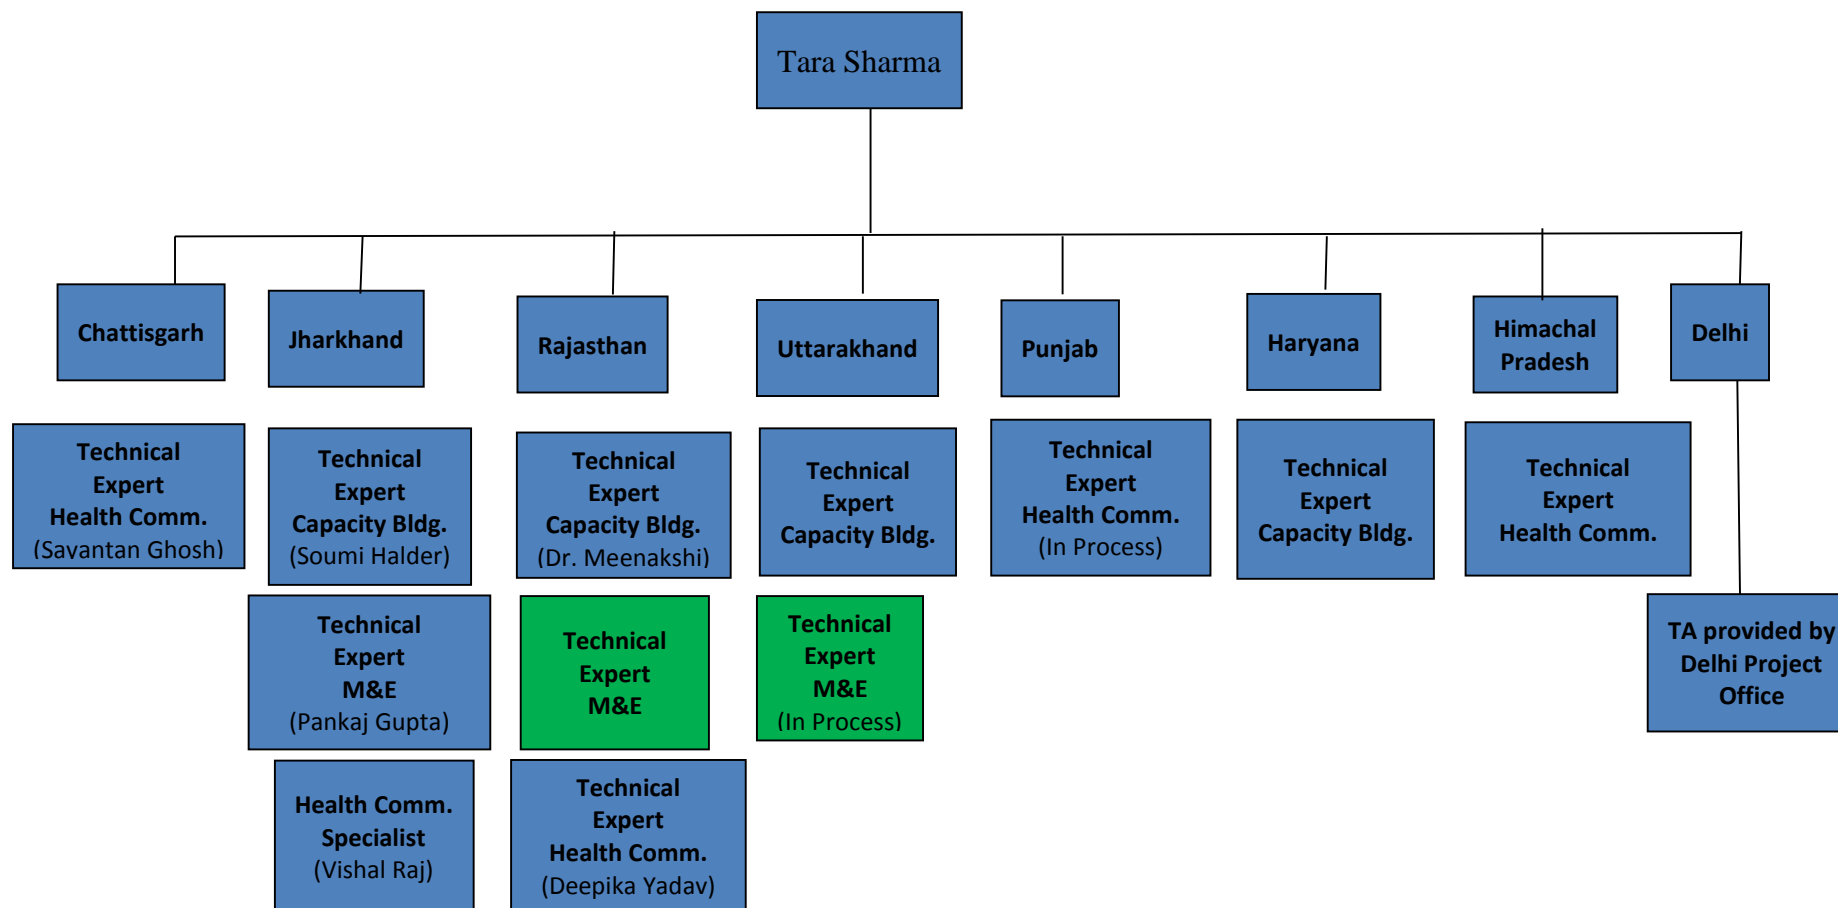 Tara Sharma
Chattisgarh
Jharkhand
Rajasthan
Uttarakhand
Punjab
Haryana
Himachal
Pradesh
Delhi
Technical
Expert
Health Comm.
(Sayantan Ghosh)
Technical
Expert
Capacity Bldg.
(Soumi Halder)
Technical
Expert
Capacity Bldg.
(Dr. Meenakshi)
Technical
Expert
Capacity Bldg.
Technical
Expert
Health Comm.
(In Process)
Technical
Expert
Capacity Bldg.
Technical
Expert
Health Comm.
Technical
Expert
M&E
(Pankaj Gupta)
Technical
Expert
M&E
Technical
Expert
M&E
(In Process)
TA provided by
Delhi Project
Office
Health Comm.
Specialist
(Vishal Raj)
Technical
Expert
Health Comm.
(Deepika Yadav)